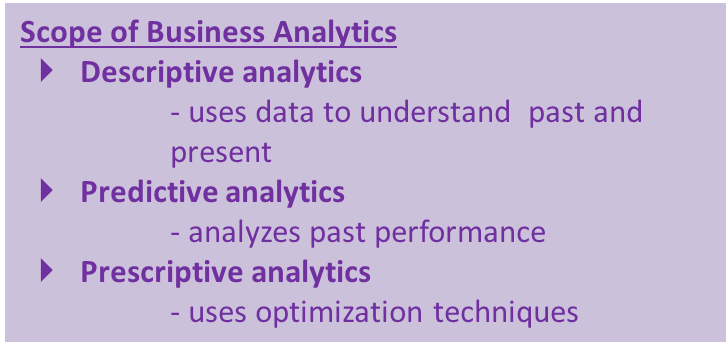 Scope of Business Analytics
Descriptive analytics
- uses data to understand  past and
present
Predictive analytics
- analyzes past performance
Prescriptive analytics
- uses optimization techniques